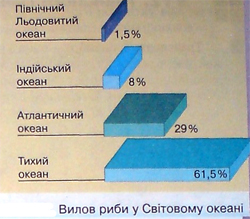 Північний
Льодовитий
океан
1,5%
Індійський
океан
8%
Атлантичний
океан
29%
Тихий
океан
61,5%
Вилов риби у Світовому океані